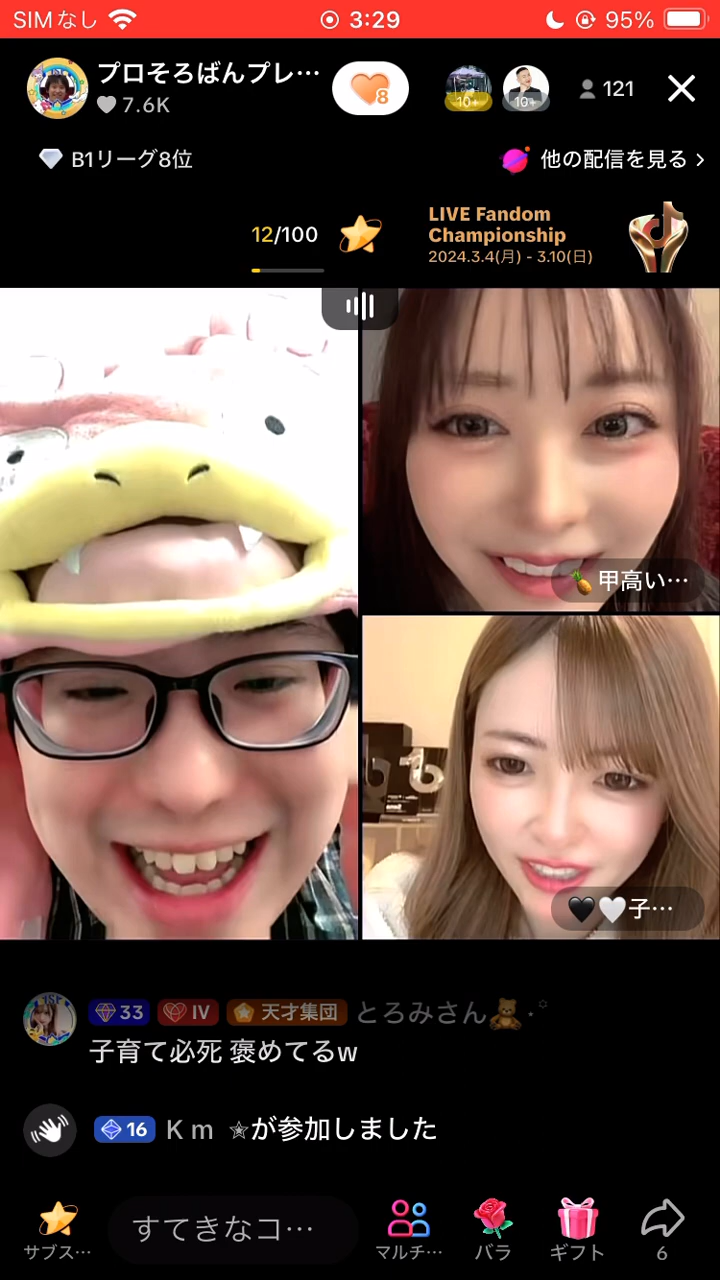 SIMなし
3:29
95%
プロそろばんプレ…
7.6K
8
10+
10+
121
B1リーグ8位
他の配信を見る
12/100
LIVE Fandom
Championship
2024.3.4(月) - 3.10(日)
🍍甲高い…
🖤🤍子…
33 IV 天才集団 とろみさん🧸
子育て必死 褒めてるw
16 K m ✯が参加しました
すてきなコ…
サブス…
マルチ…
バラ
ギフト
6